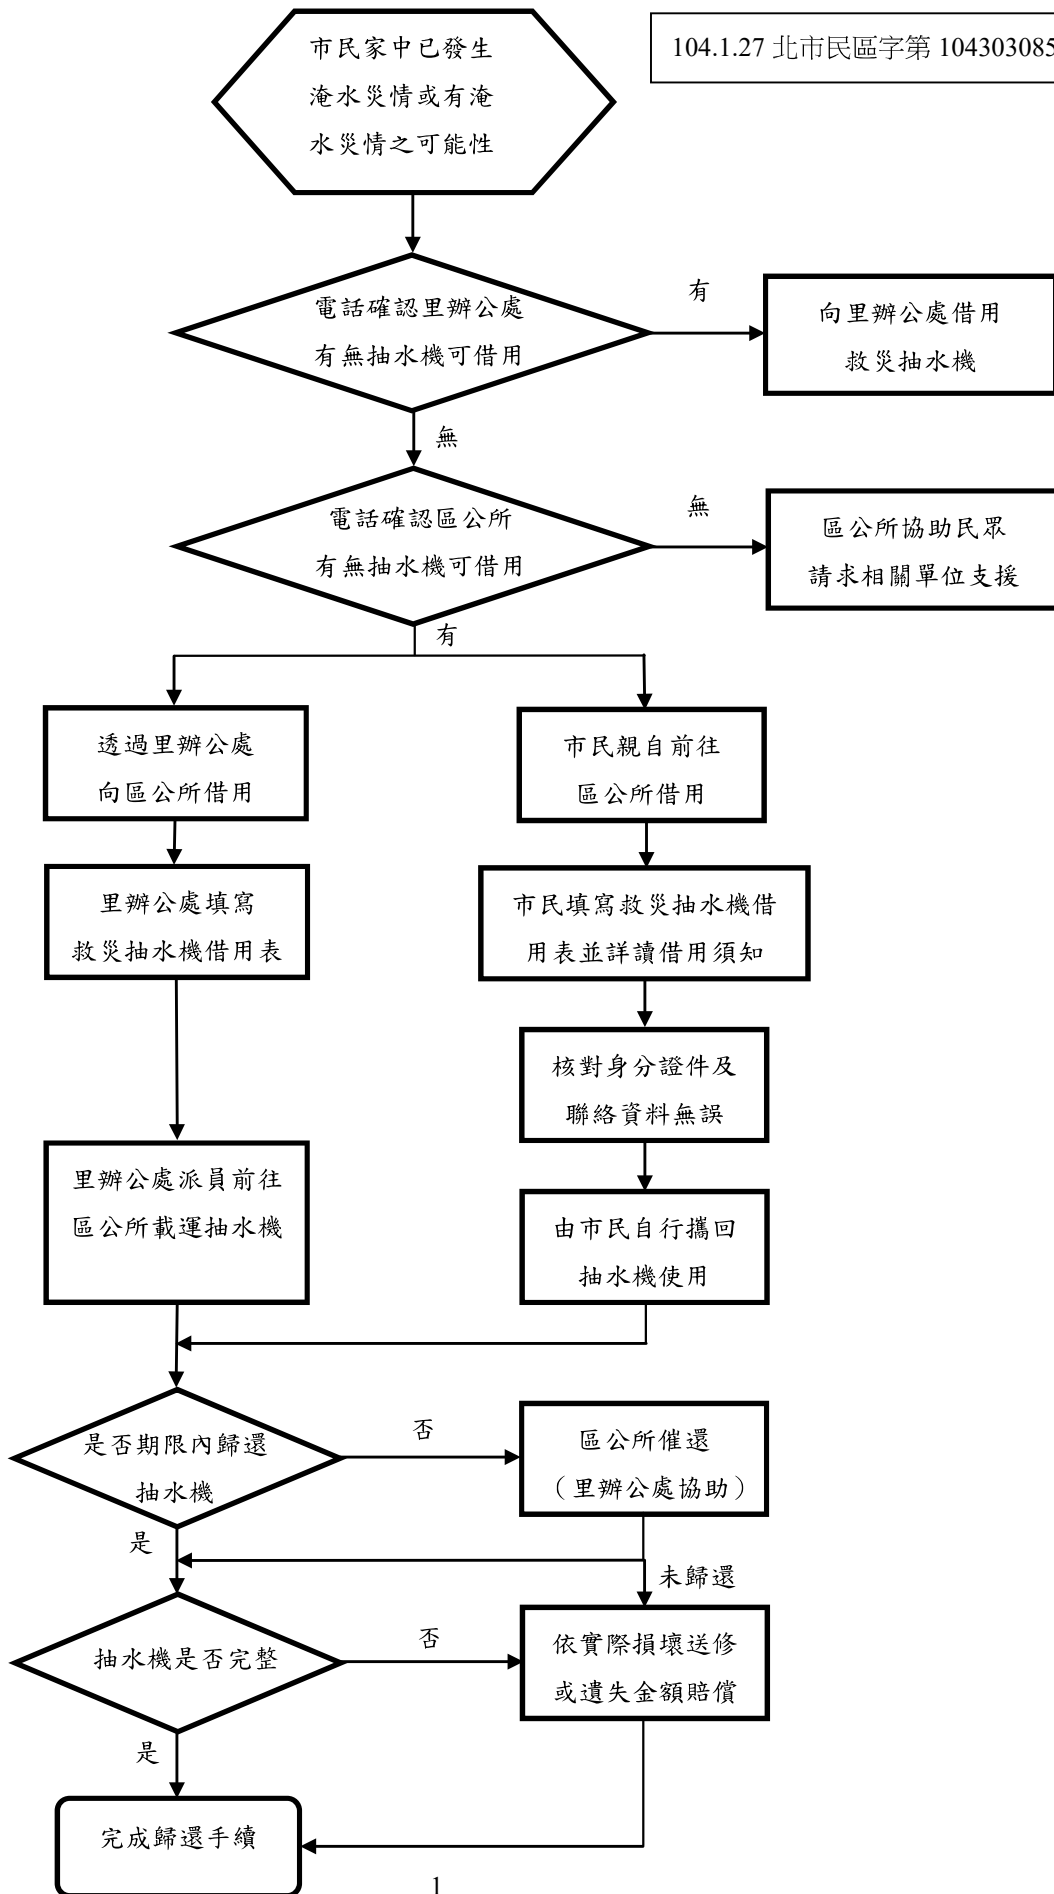 104.1.27 北市民區字第 104303085
市民家中已發生
淹水災情或有淹
水災情之可能性
電話確認里辦公處
有無抽水機可借用
有
向里辦公處借用
救災抽水機
無
電話確認區公所
有無抽水機可借用
無
區公所協助民眾
請求相關單位支援
有
透過里辦公處
向區公所借用
市民親自前往
區公所借用
里辦公處填寫
救災抽水機借用表
市民填寫救災抽水機借
用表並詳讀借用須知
核對身分證件及
聯絡資料無誤
里辦公處派員前往
區公所載運抽水機
由市民自行攜回
抽水機使用
是否期限內歸還
抽水機
否
區公所催還
（里辦公處協助）
是
未歸還
抽水機是否完整
否
依實際損壞送修
或遺失金額賠償
是
完成歸還手續
1